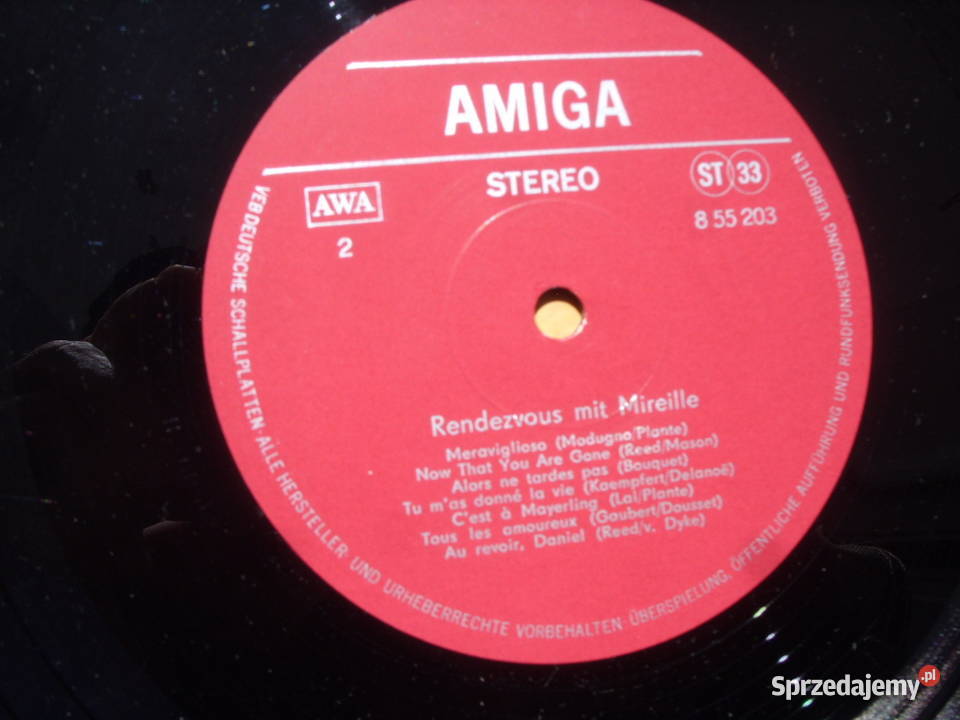 AMIGA
AWA
STEREO
ST 33
2
8 55 203
Rendezvous mit Mireille
Meraviglioso (Modugno/Plante)
Now That You Are Gone (Reed/Mason)
Alors ne tardes pas (Bouquet)
Tu m'as donné la vie (Kaempfert/Delanoë)
C'est à Mayerling (Lai/Plante)
Tous les amoureux (Gaubert/Dousset)
Au revoir, Daniel (Reed/v. Dyke)
VEB DEUTSCHE SCHALLPLATTEN·ALLE HERSTELLER- UND URHEBERRECHTE VORBEHALTEN·ÜBERSPIELUNG, ÖFFENTLICHE AUFFÜHRUNG UND RUNDFUNKSENDUNG VERBOTEN
Sprzedajemy.pl